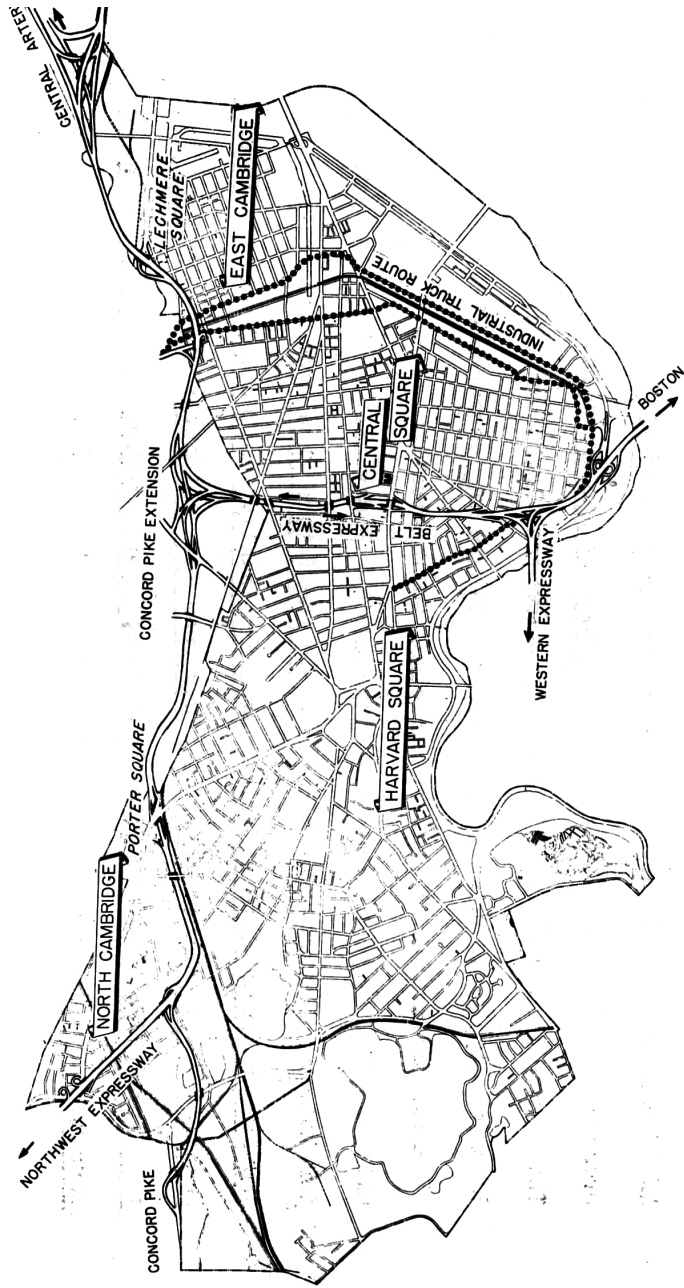 CENTRAL ARTER
LECHMERE
SQUARE
EAST CAMBRIDGE
INDUSTRIAL TRUCK ROUTE
CENTRAL
SQUARE
BOSTON
CONCORD PIKE EXTENSION
BELT EXPRESSWAY
WESTERN EXPRESSWAY
HARVARD SQUARE
PORTER SQUARE
NORTH CAMBRIDGE
NORTHWEST EXPRESSWAY
CONCORD PIKE